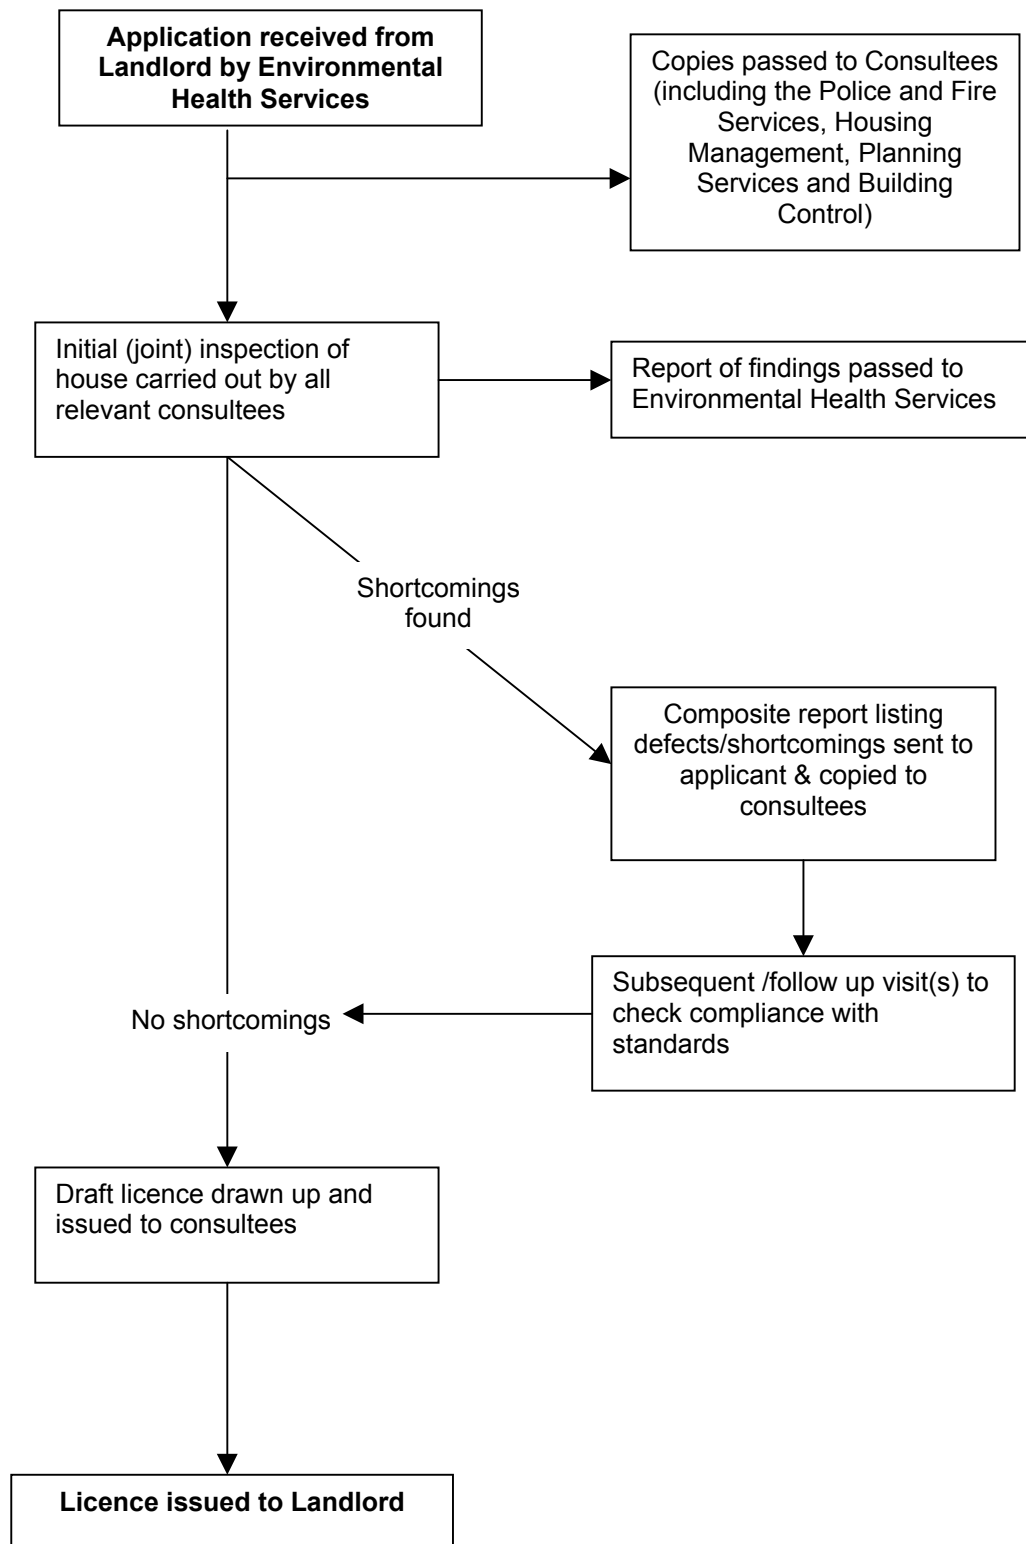 Application received from
Landlord by Environmental
Health Services
Copies passed to Consultees
(including the Police and Fire
Services, Housing
Management, Planning
Services and Building
Control)
Initial (joint) inspection of
house carried out by all
relevant consultees
Report of findings passed to
Environmental Health Services
Shortcomings
found
Composite report listing
defects/shortcomings sent to
applicant & copied to
consultees
Subsequent /follow up visit(s) to
check compliance with
standards
No shortcomings
Draft licence drawn up and
issued to consultees
Licence issued to Landlord